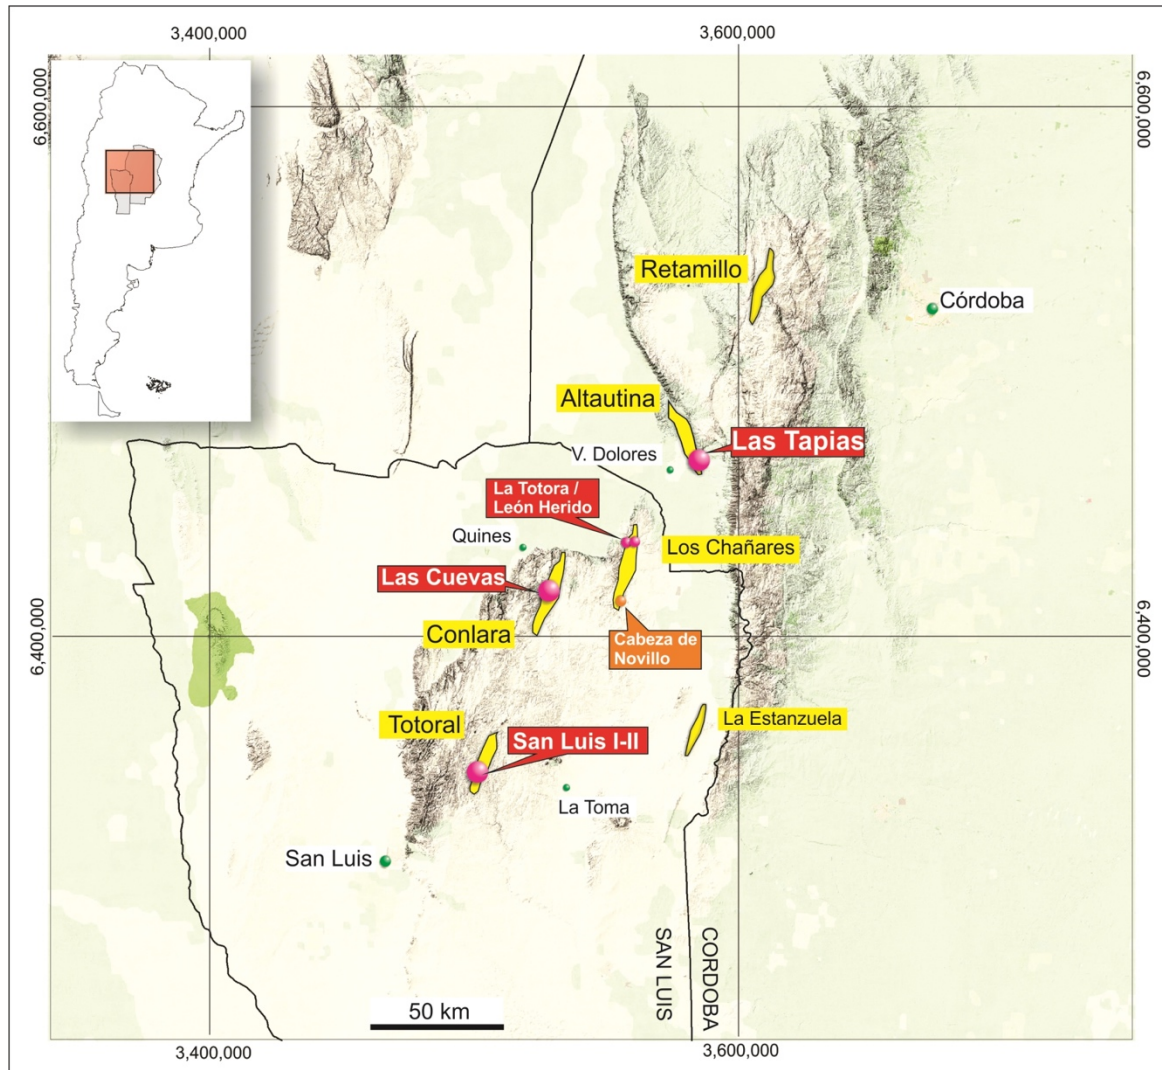 3,400,000
3,600,000
6,600,000
6,600,000
Retamillo
Córdoba
Altautina
Las Tapias
V. Dolores
La Totora /
León Herido
Quines
Los Chañares
Las Cuevas
Conlara
Cabeza de
Novillo
6,400,000
6,400,000
La Estanzuela
Totoral
San Luis I-II
La Toma
San Luis
SAN LUIS
CORDOBA
50 km
3,400,000
3,600,000